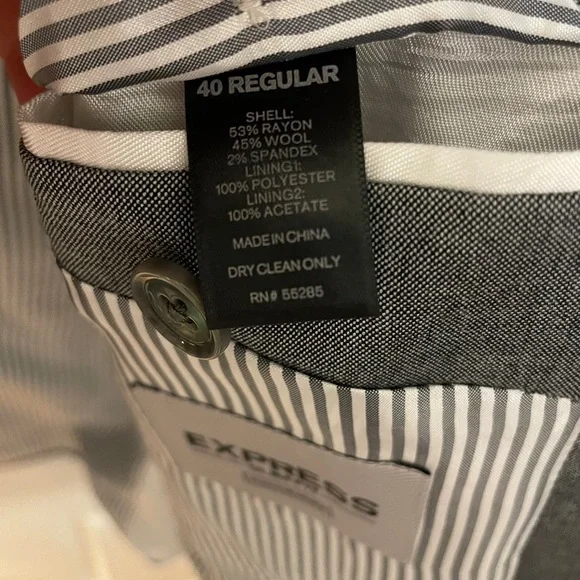 40 REGULAR
SHELL:
53% RAYON
45% WOOL
2% SPANDEX
LINING1:
100% POLYESTER
LINING2:
100% ACETATE
MADE IN CHINA
DRY CLEAN ONLY
RN# 55285
EXPRESS